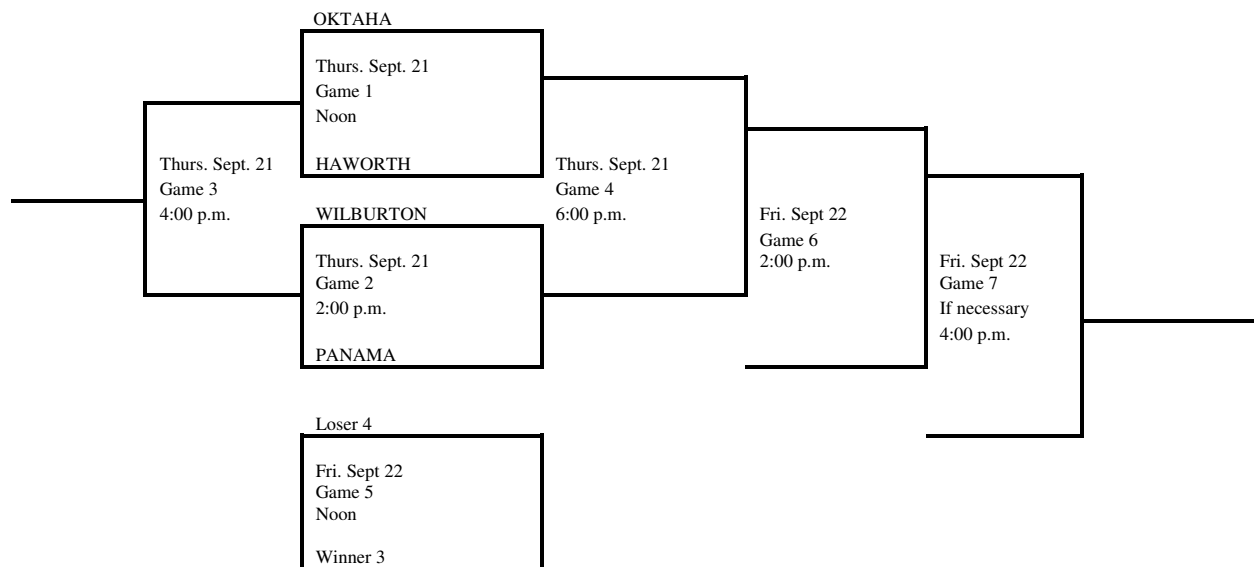 OKTAHA
Thurs. Sept. 21
Game 1
Noon
HAWORTH
Thurs. Sept. 21
Game 3
4:00 p.m.
Thurs. Sept. 21
Game 4
6:00 p.m.
WILBURTON
Thurs. Sept. 21
Game 2
2:00 p.m.
PANAMA
Fri. Sept 22
Game 6
2:00 p.m.
Fri. Sept 22
Game 7
If necessary
4:00 p.m.
Loser 4
Fri. Sept 22
Game 5
Noon
Winner 3